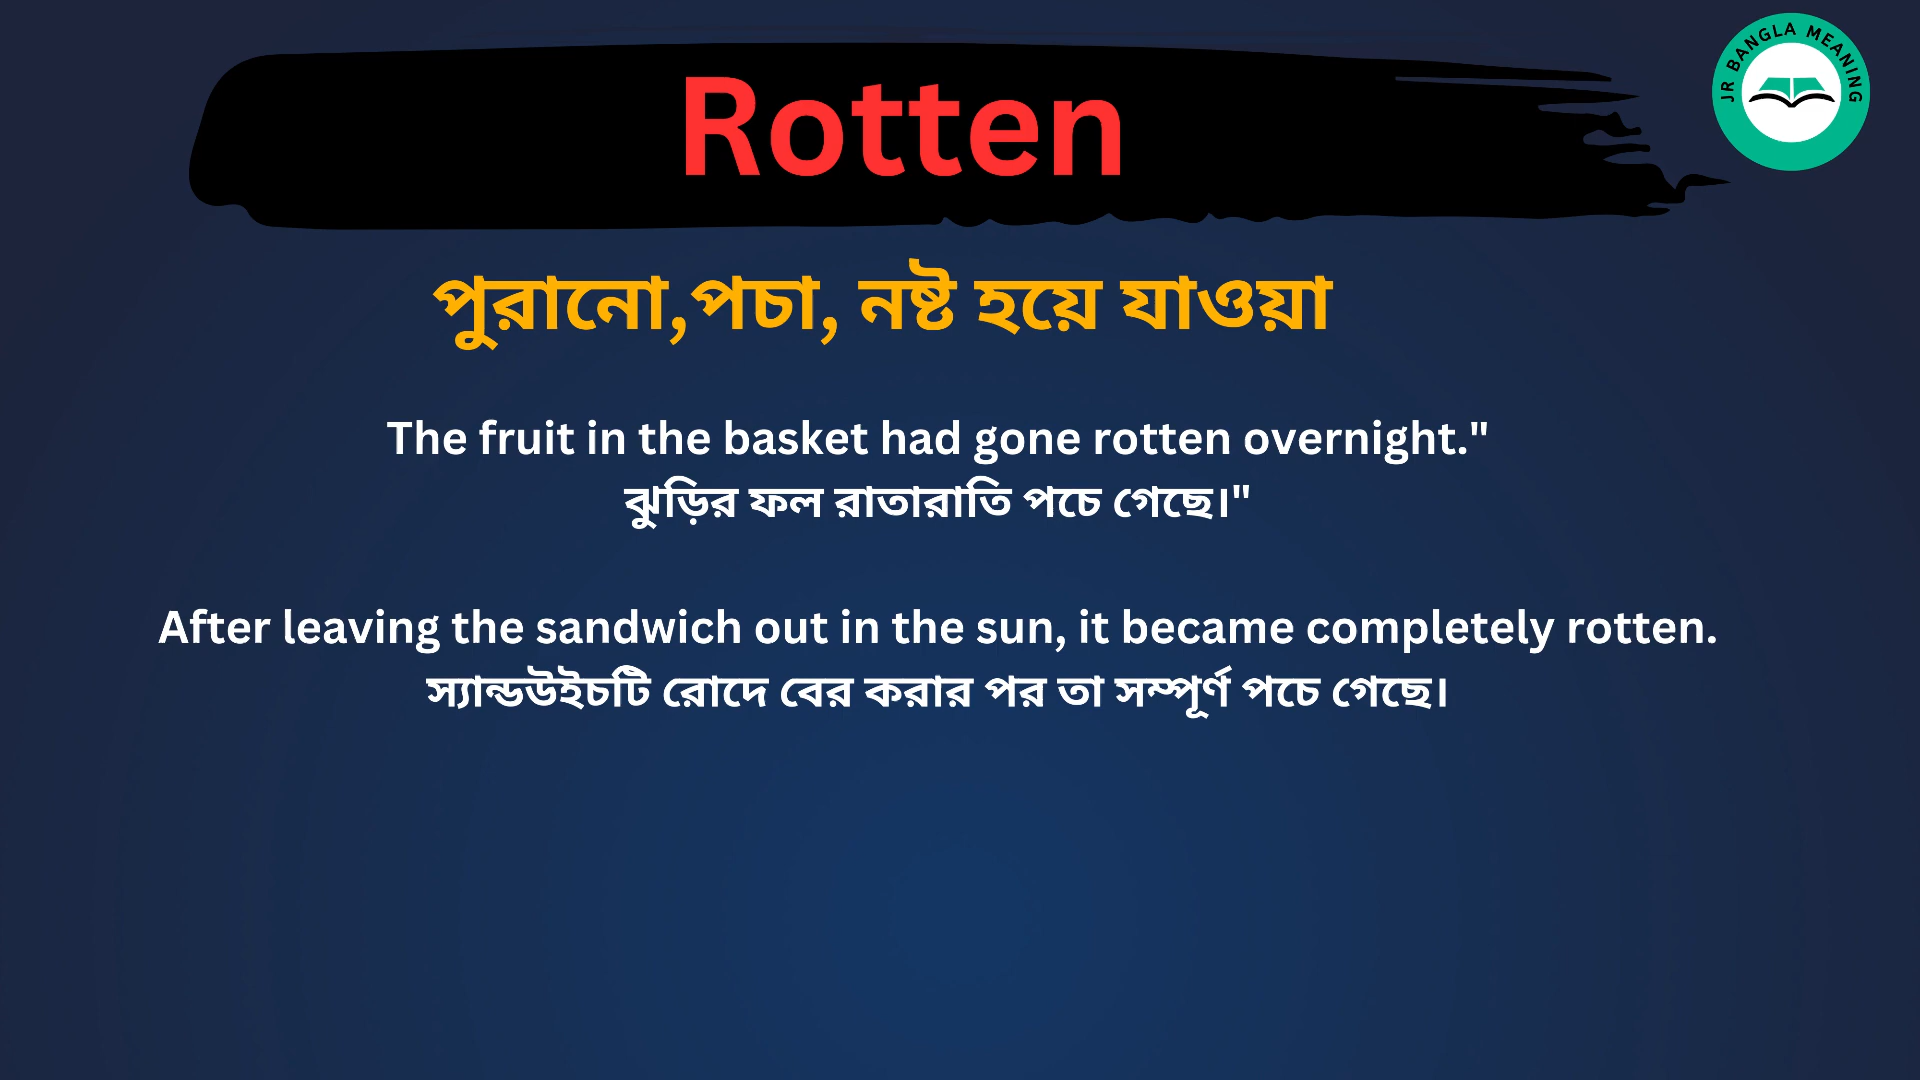 JR BANGLA MEANING
Rotten
পুরানো,পচা, নষ্ট হয়ে যাওয়া
The fruit in the basket had gone rotten overnight."
ঝুড়ির ফল রাতারাতি পচে গেছে।"
After leaving the sandwich out in the sun, it became completely rotten.
স্যান্ডউইচটি রোদে বের করার পর তা সম্পূর্ণ পচে গেছে।